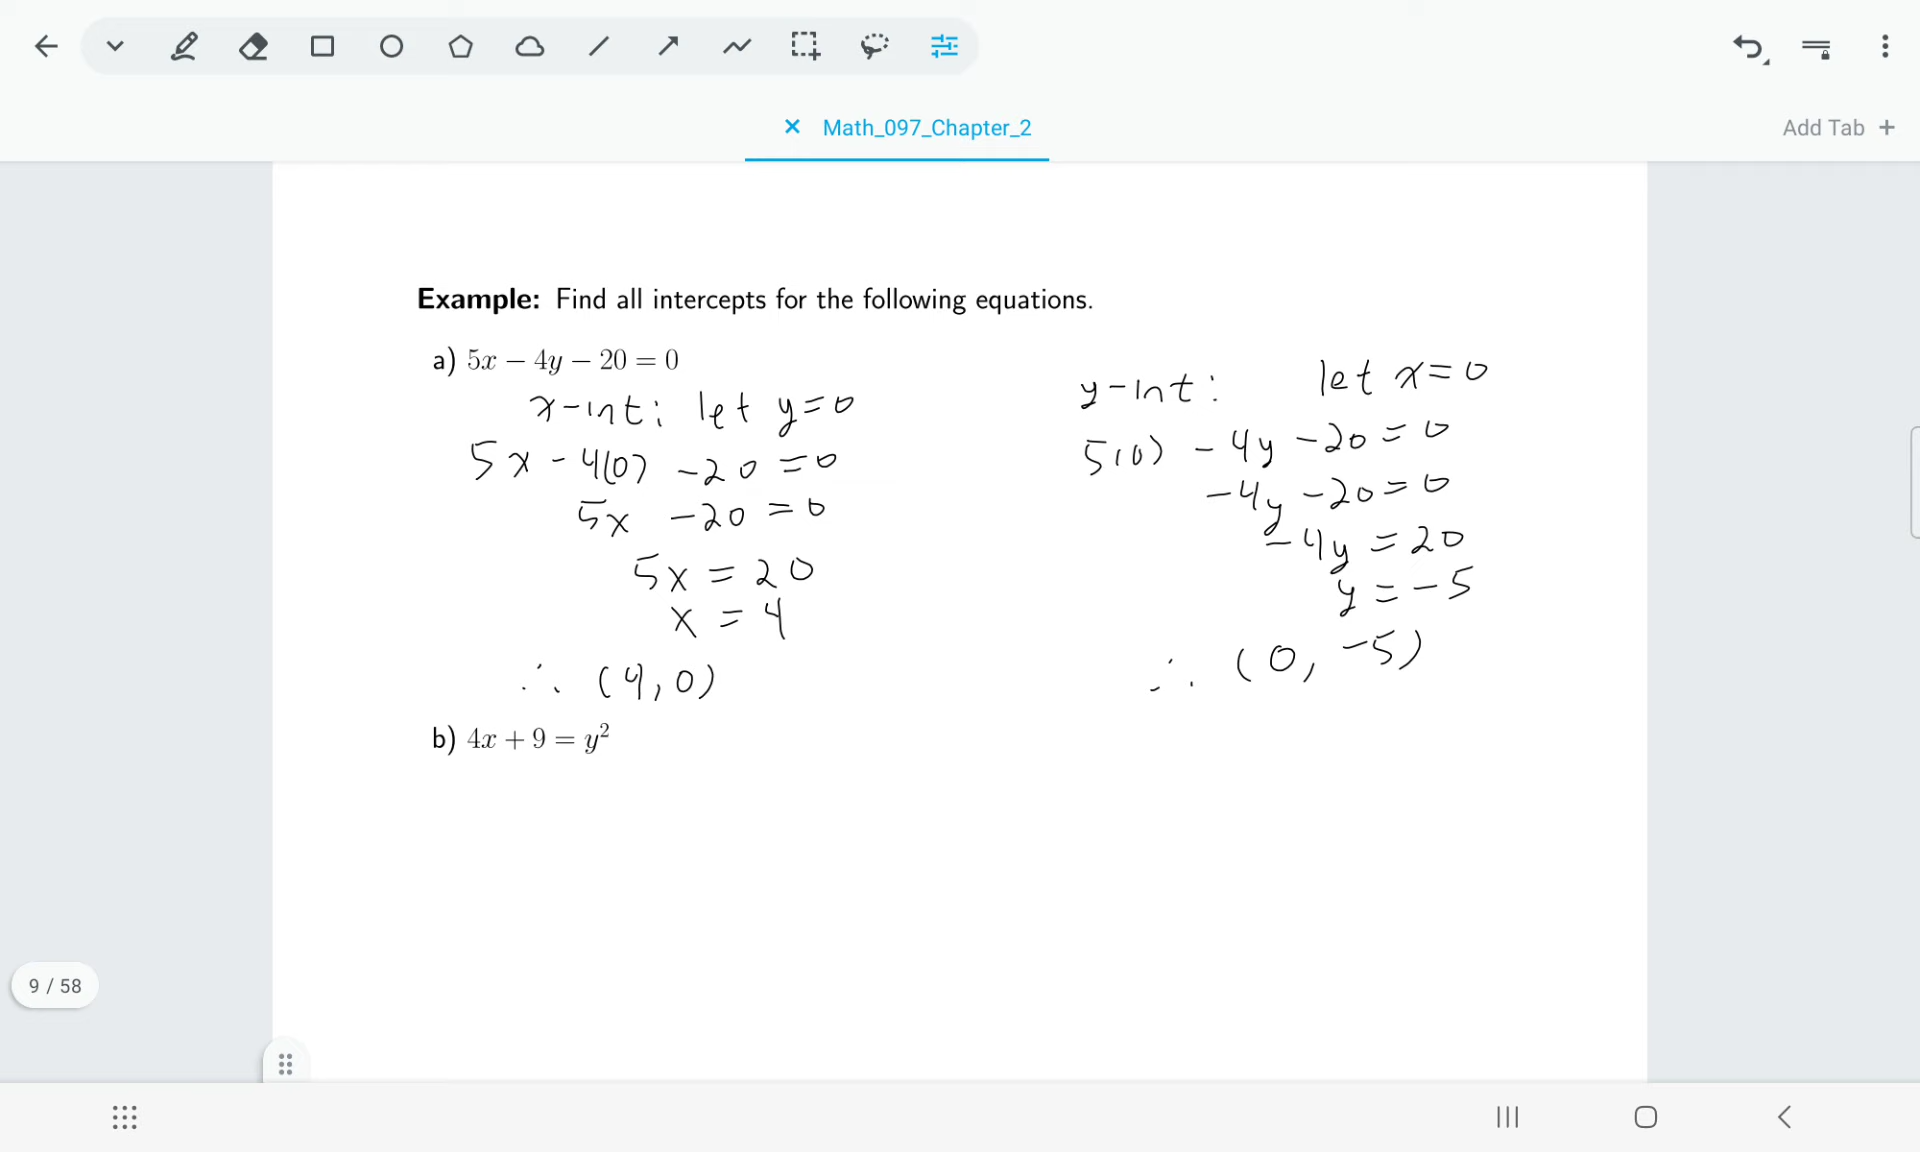 Math_097_Chapter_2
Add Tab +
Example: Find all intercepts for the following equations.
a) 5x − 4y − 20 = 0
x-int: let y=0
5x - 4(0) -20 =0
5x -20 = 0
5x = 20
x = 4
∴ (4,0)
y-int: let x=0
5(0) -4y -20=0
-4y -20=0
-4y = 20
y = -5
∴ (0, -5)
b) 4x + 9 = y²
9 / 58